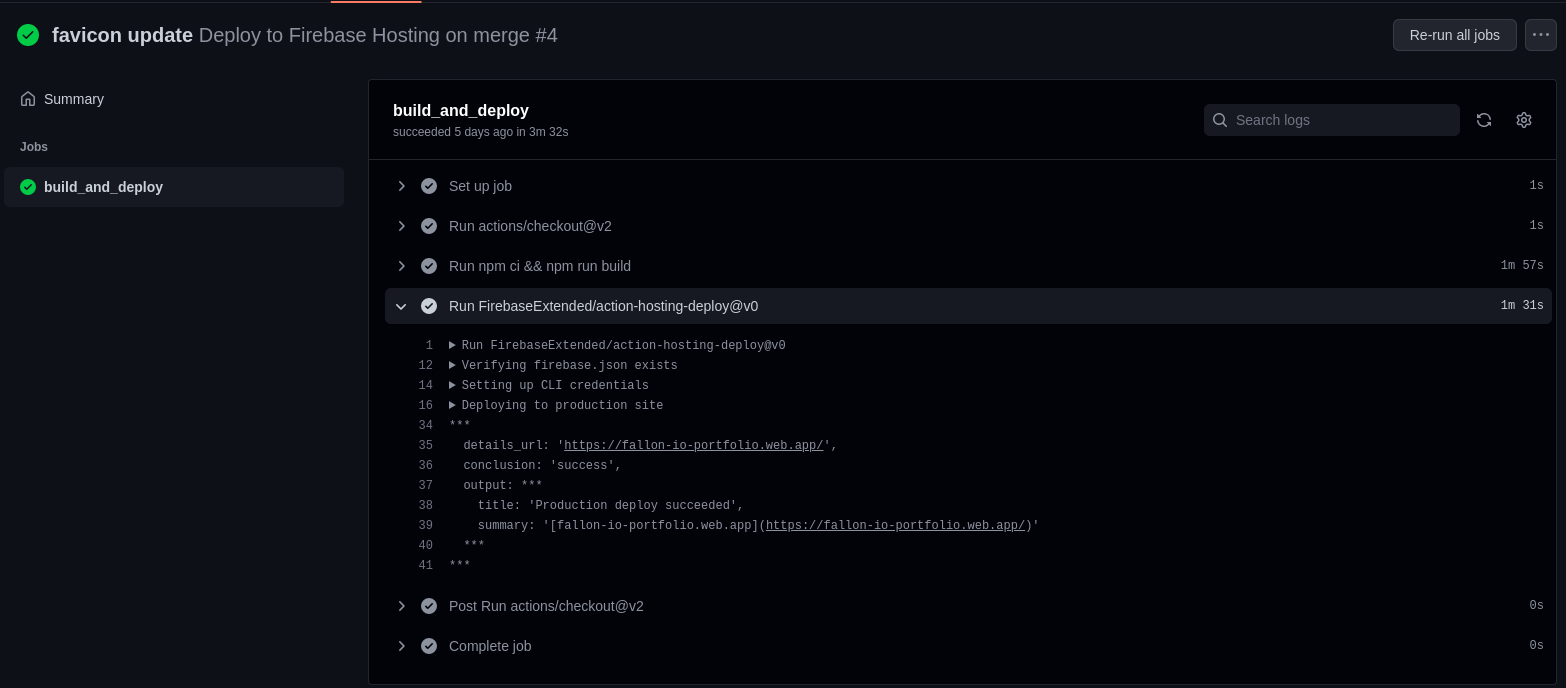 favicon update Deploy to Firebase Hosting on merge #4
Re-run all jobs
Summary
Jobs
build_and_deploy
build_and_deploy
succeeded 5 days ago in 3m 32s
Search logs
Set up job 1s
Run actions/checkout@v2 1s
Run npm ci && npm run build 1m 57s
Run FirebaseExtended/action-hosting-deploy@v0 1m 31s
1 Run FirebaseExtended/action-hosting-deploy@v0
12 Verifying firebase.json exists
14 Setting up CLI credentials
16 Deploying to production site
34 ***
35 details_url: 'https://fallon-io-portfolio.web.app/',
36 conclusion: 'success',
37 output: ***
38 title: 'Production deploy succeeded',
39 summary: '[fallon-io-portfolio.web.app](https://fallon-io-portfolio.web.app/)'
40 ***
41 ***
Post Run actions/checkout@v2 0s
Complete job 0s